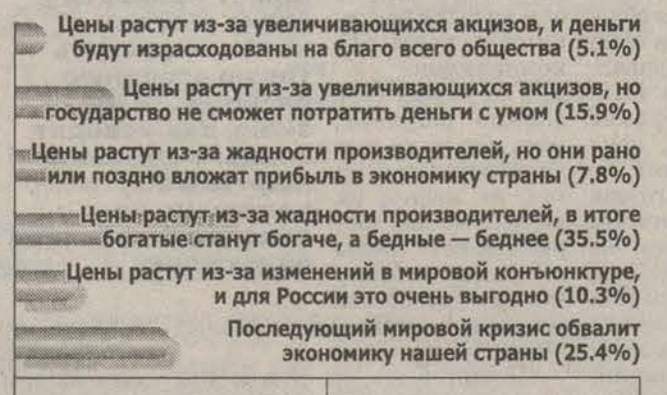 Цены растут из-за увеличивающихся акцизов, и деньги
будут израсходованы на благо всего общества (5.1%)
Цены растут из-за увеличивающихся акцизов, но
государство не сможет потратить деньги с умом (15.9%)
Цены растут из-за жадности производителей, но они рано
или поздно вложат прибыль в экономику страны (7.8%)
Цены растут из-за жадности производителей, в итоге
богатые станут богаче, а бедные — беднее (35.5%)
Цены растут из-за изменений в мировой конъюнктуре,
и для России это очень выгодно (10.3%)
Последующий мировой кризис обвалит
экономику нашей страны (25.4%)